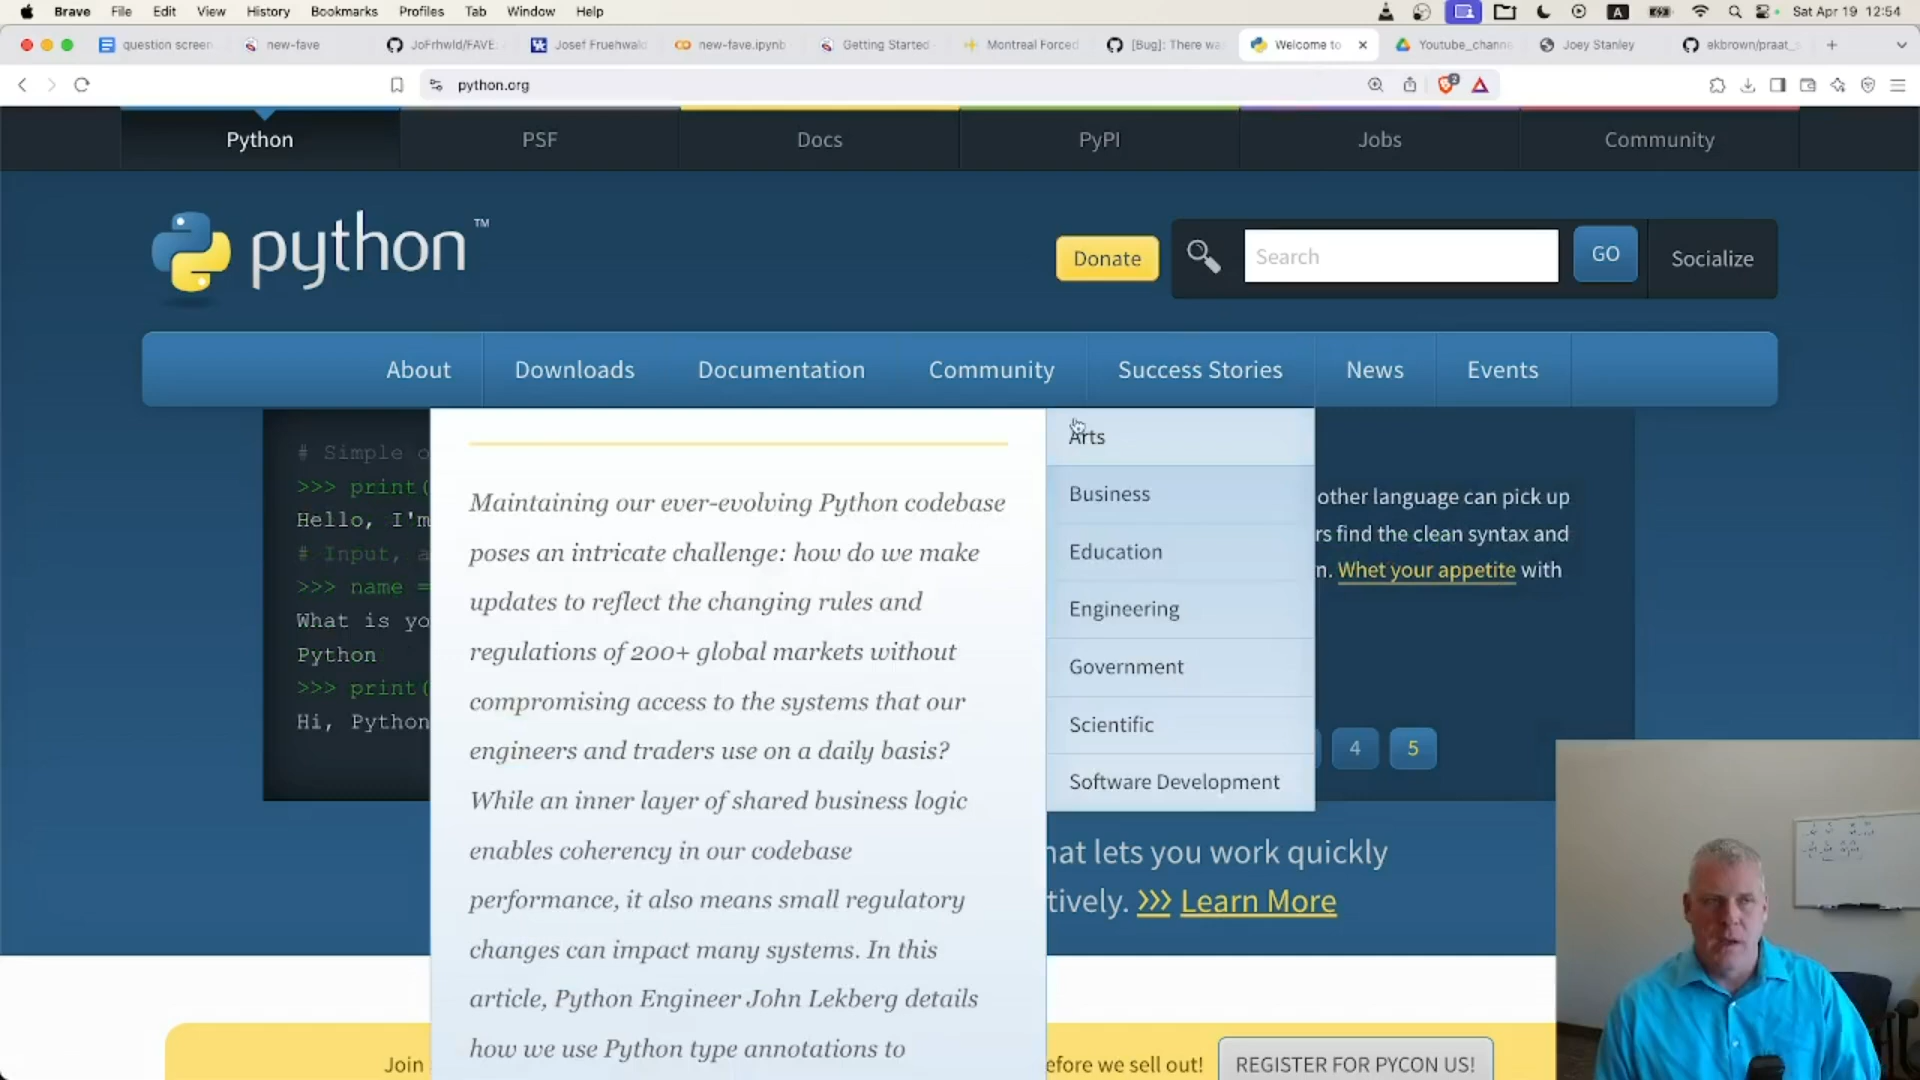 Brave File Edit View History Bookmarks Profiles Tab Window Help A Sat Apr 19 12:54
question screen new-fave JoFrhwld/FAVE: Josef Fruehwald new-fave.ipynb Getting Started Montreal Forced [Bug]: There wa Welcome to Youtube_chann Joey Stanley ekbrown/praat_s
python.org 2
Python PSF Docs PyPI Jobs Community
python™
Donate Search GO Socialize
About Downloads Documentation Community Success Stories News Events
# Simple o
>>> print(
Hello, I'm
# Input, a
>>> name =
What is yo
Python
>>> print(
Hi, Python
Maintaining our ever-evolving Python codebase
poses an intricate challenge: how do we make
updates to reflect the changing rules and
regulations of 200+ global markets without
compromising access to the systems that our
engineers and traders use on a daily basis?
While an inner layer of shared business logic
enables coherency in our codebase
performance, it also means small regulatory
changes can impact many systems. In this
article, Python Engineer John Lekberg details
how we use Python type annotations to
Arts
Business
Education
Engineering
Government
Scientific
Software Development
other language can pick up
rs find the clean syntax and
n. Whet your appetite with
4 5
hat lets you work quickly
tively. >>> Learn More
Join
efore we sell out! REGISTER FOR PYCON US!